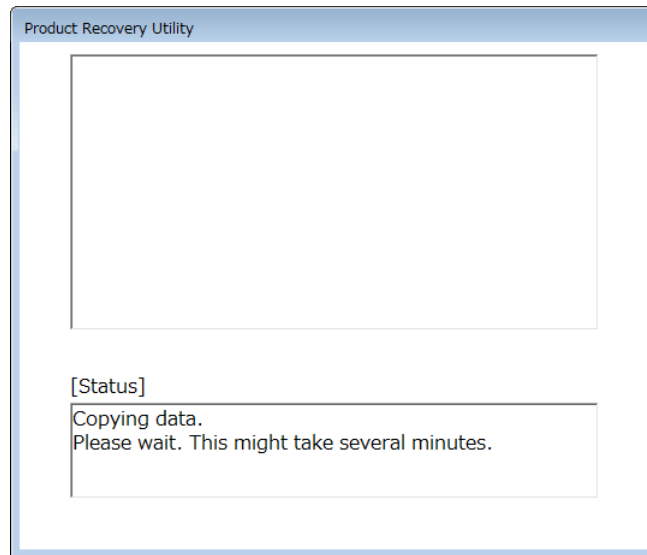 Product Recovery Utility
[Status]
Copying data.
Please wait. This might take several minutes.